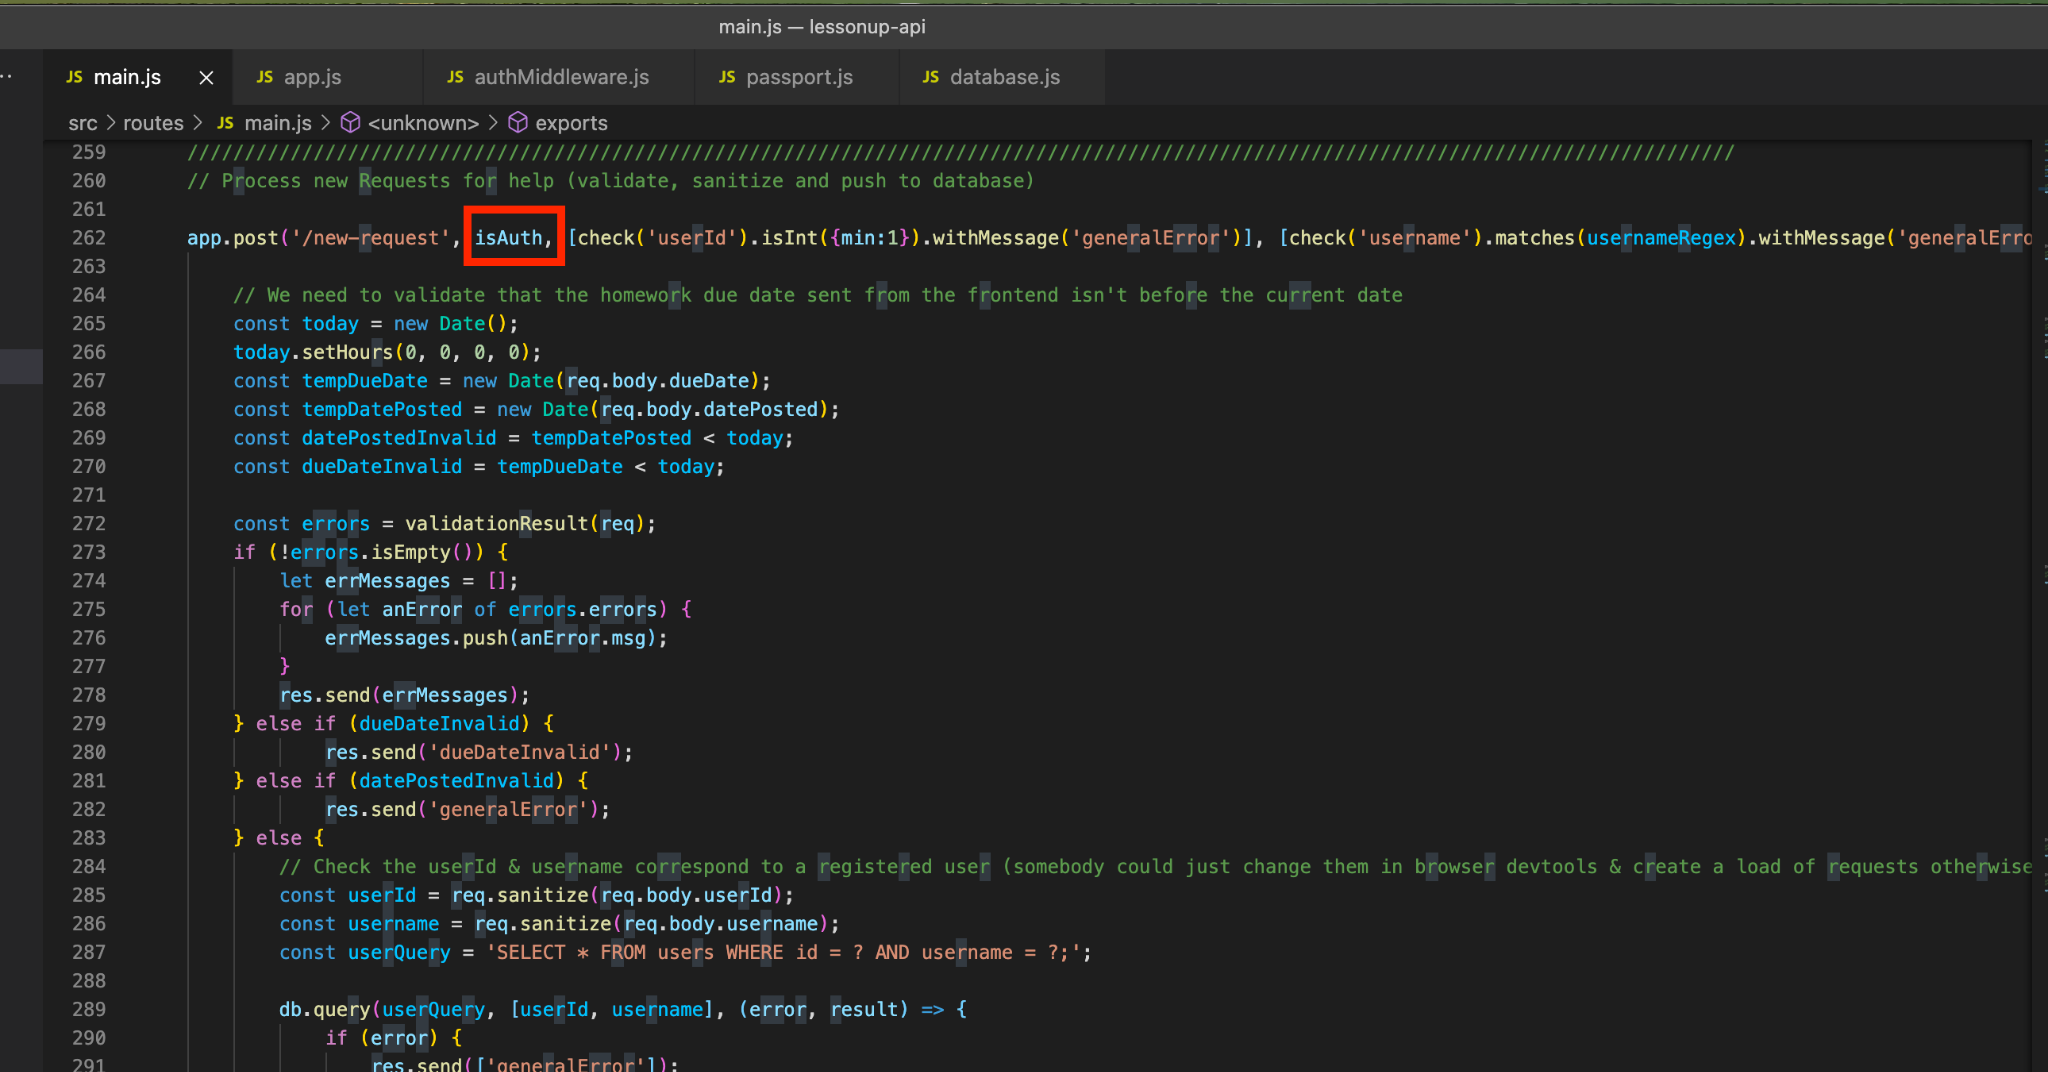 main.js — lessonup-api
JS main.js × JS app.js JS authMiddleware.js JS passport.js JS database.js
src > routes > JS main.js > <unknown> > exports
259 ///////////////////////////////////////////////////////////////////////////////////////////////////////////////////////////////////////
260 // Process new Requests for help (validate, sanitize and push to database)
261
262 app.post('/new-request', isAuth, [check('userId').isInt({min:1}).withMessage('generalError')], [check('username').matches(usernameRegex).withMessage('generalErro
263
264 // We need to validate that the homework due date sent from the frontend isn't before the current date
265 const today = new Date();
266 today.setHours(0, 0, 0, 0);
267 const tempDueDate = new Date(req.body.dueDate);
268 const tempDatePosted = new Date(req.body.datePosted);
269 const datePostedInvalid = tempDatePosted < today;
270 const dueDateInvalid = tempDueDate < today;
271
272 const errors = validationResult(req);
273 if (!errors.isEmpty()) {
274 let errMessages = [];
275 for (let anError of errors.errors) {
276 errMessages.push(anError.msg);
277 }
278 res.send(errMessages);
279 } else if (dueDateInvalid) {
280 res.send('dueDateInvalid');
281 } else if (datePostedInvalid) {
282 res.send('generalError');
283 } else {
284 // Check the userId & username correspond to a registered user (somebody could just change them in browser devtools & create a load of requests otherwise
285 const userId = req.sanitize(req.body.userId);
286 const username = req.sanitize(req.body.username);
287 const userQuery = 'SELECT * FROM users WHERE id = ? AND username = ?;';
288
289 db.query(userQuery, [userId, username], (error, result) => {
290 if (error) {
291 res.send(['generalError']);